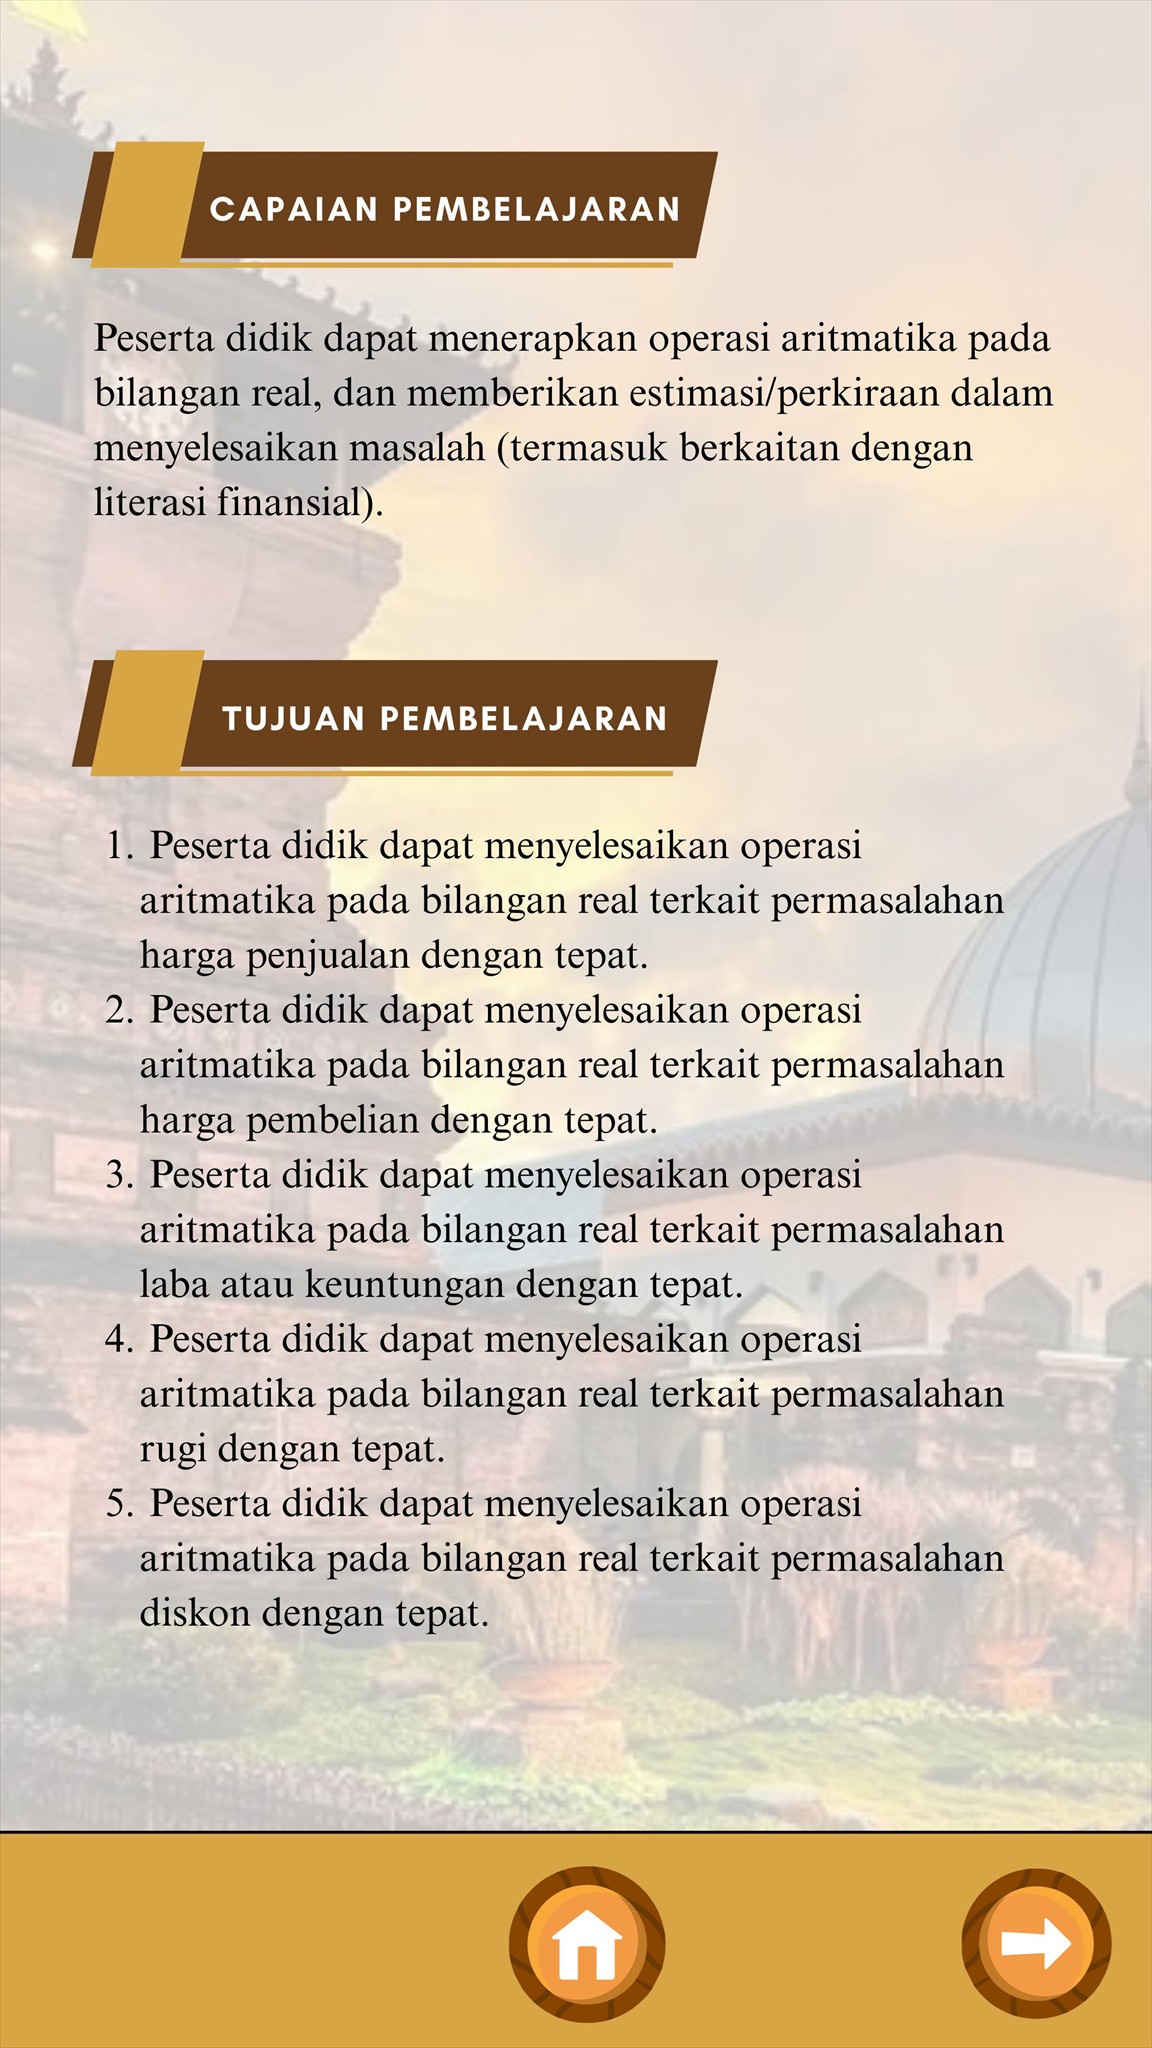 CAPAIAN PEMBELAJARAN
Peserta didik dapat menerapkan operasi aritmatika pada
bilangan real, dan memberikan estimasi/perkiraan dalam
menyelesaikan masalah (termasuk berkaitan dengan
literasi finansial).
TUJUAN PEMBELAJARAN
1. Peserta didik dapat menyelesaikan operasi
aritmatika pada bilangan real terkait permasalahan
harga penjualan dengan tepat.
2. Peserta didik dapat menyelesaikan operasi
aritmatika pada bilangan real terkait permasalahan
harga pembelian dengan tepat.
3. Peserta didik dapat menyelesaikan operasi
aritmatika pada bilangan real terkait permasalahan
laba atau keuntungan dengan tepat.
4. Peserta didik dapat menyelesaikan operasi
aritmatika pada bilangan real terkait permasalahan
rugi dengan tepat.
5. Peserta didik dapat menyelesaikan operasi
aritmatika pada bilangan real terkait permasalahan
diskon dengan tepat.